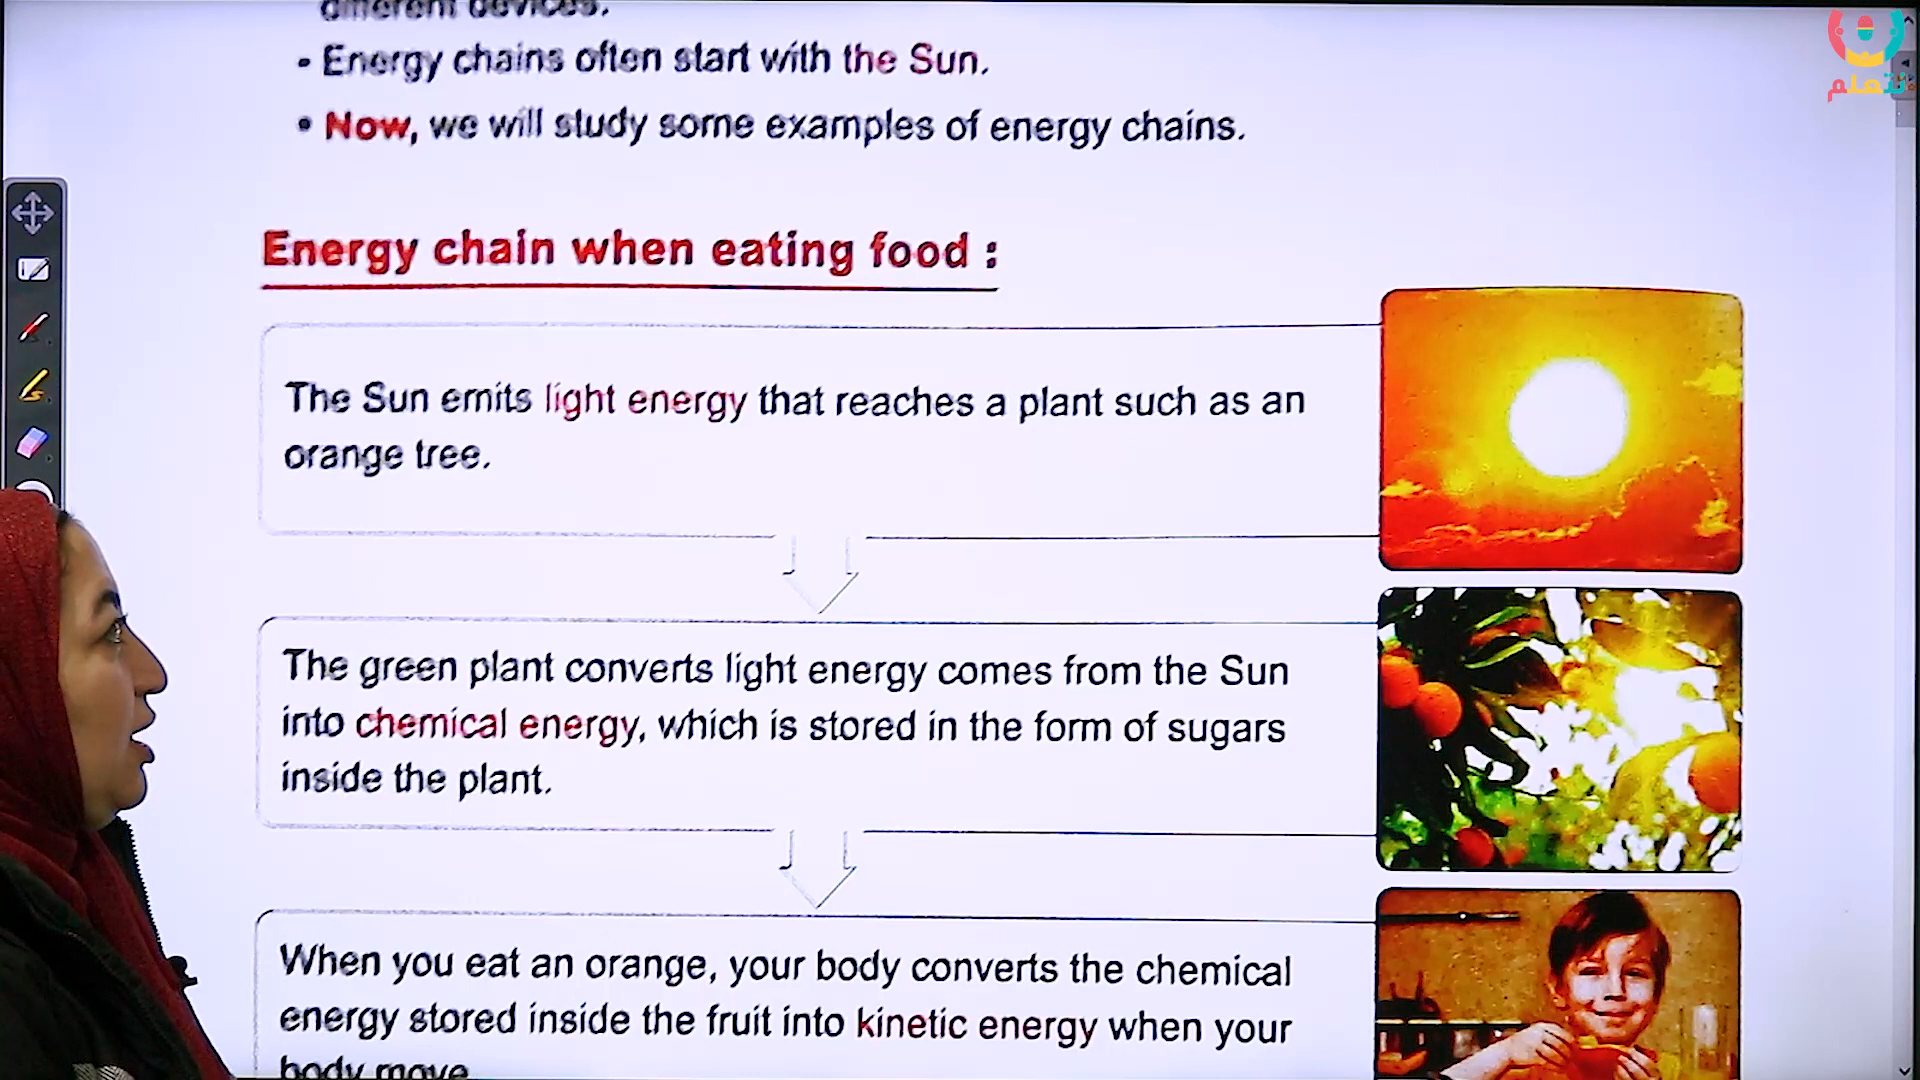 different devices.
- Energy chains often start with the Sun.
• Now, we will study some examples of energy chains.
نتعلم
Energy chain when eating food :
The Sun emits light energy that reaches a plant such as an
orange tree.
The green plant converts light energy comes from the Sun
into chemical energy, which is stored in the form of sugars
inside the plant.
When you eat an orange, your body converts the chemical
energy stored inside the fruit into kinetic energy when your
body move